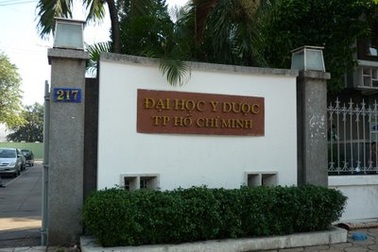 217
ĐẠI HỌC Y DƯỢC
TP HỒ CHÍ MINH